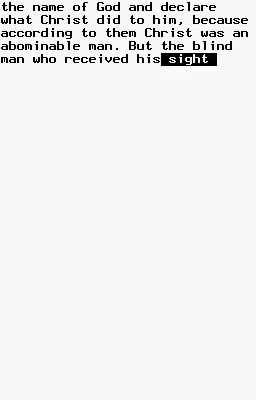 the name of God and declare
what Christ did to him, because
according to them Christ was an
abominable man. But the blind
man who received his sight